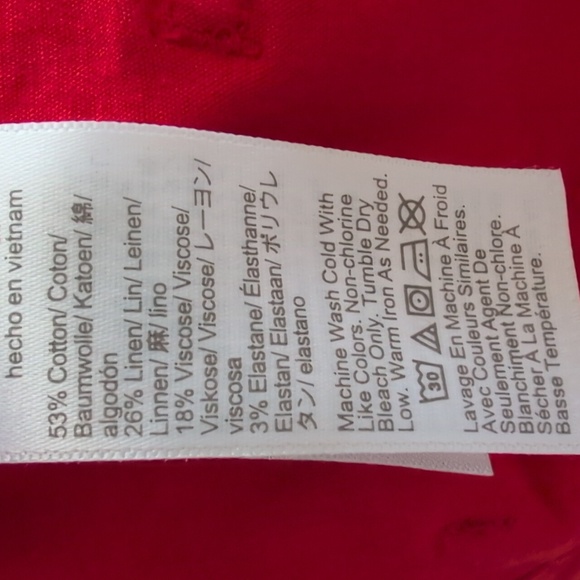 hecho en vietnam
53% Cotton/ Coton/
Baumwolle/ Katoen/ 綿/
algodón
26% Linen/ Lin/ Leinen/
Linnen/ 麻/ lino
18% Viscose/ Viscose/
Viskose/ Viscose/ レーヨン/
viscosa
3% Elastane/ Élasthanne/
Elastan/ Elastaan/ ポリウレ
タン/ elastano
Machine Wash Cold With
Like Colors. Non-chlorine
Bleach Only. Tumble Dry
Low. Warm Iron As Needed.
30
Lavage En Machine À Froid
Avec Couleurs Similaires.
Seulement Agent De
Blanchiment Non-chlore.
Sécher À La Machine À
Basse Température.